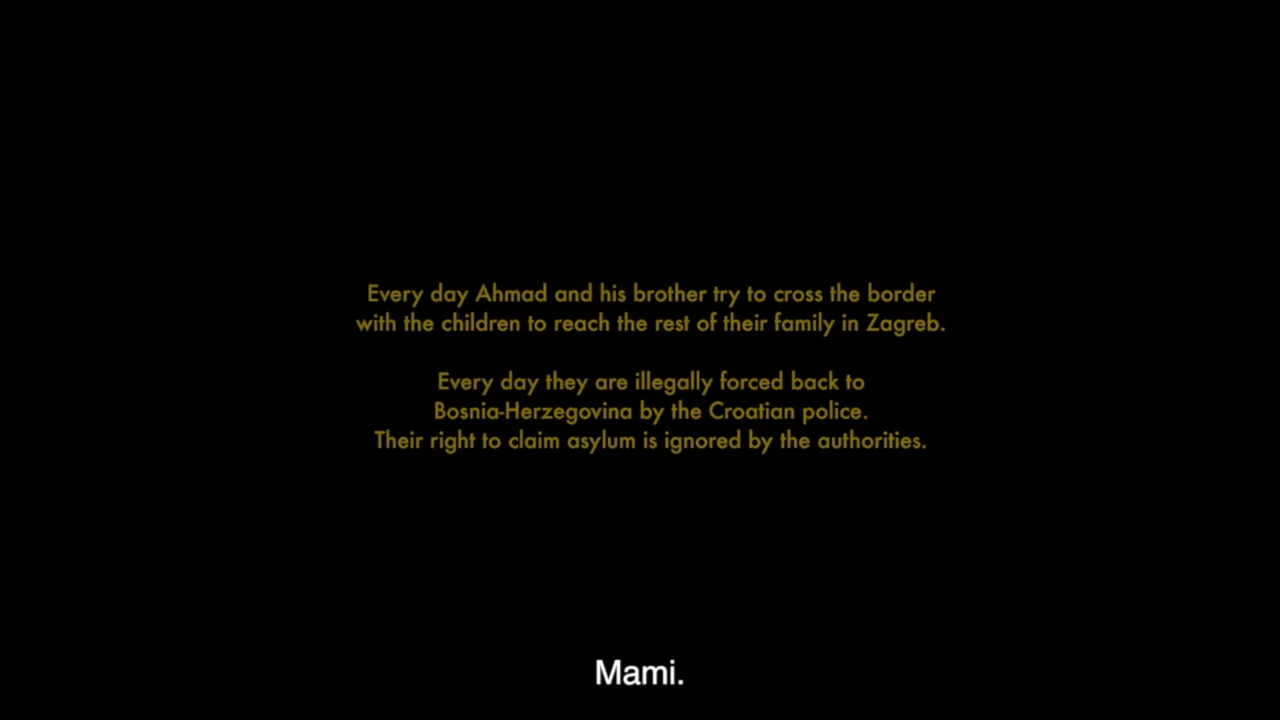 Every day Ahmad and his brother try to cross the border
with the children to reach the rest of their family in Zagreb.
Every day they are illegally forced back to
Bosnia-Herzegovina by the Croatian police.
Their right to claim asylum is ignored by the authorities.
Mami.